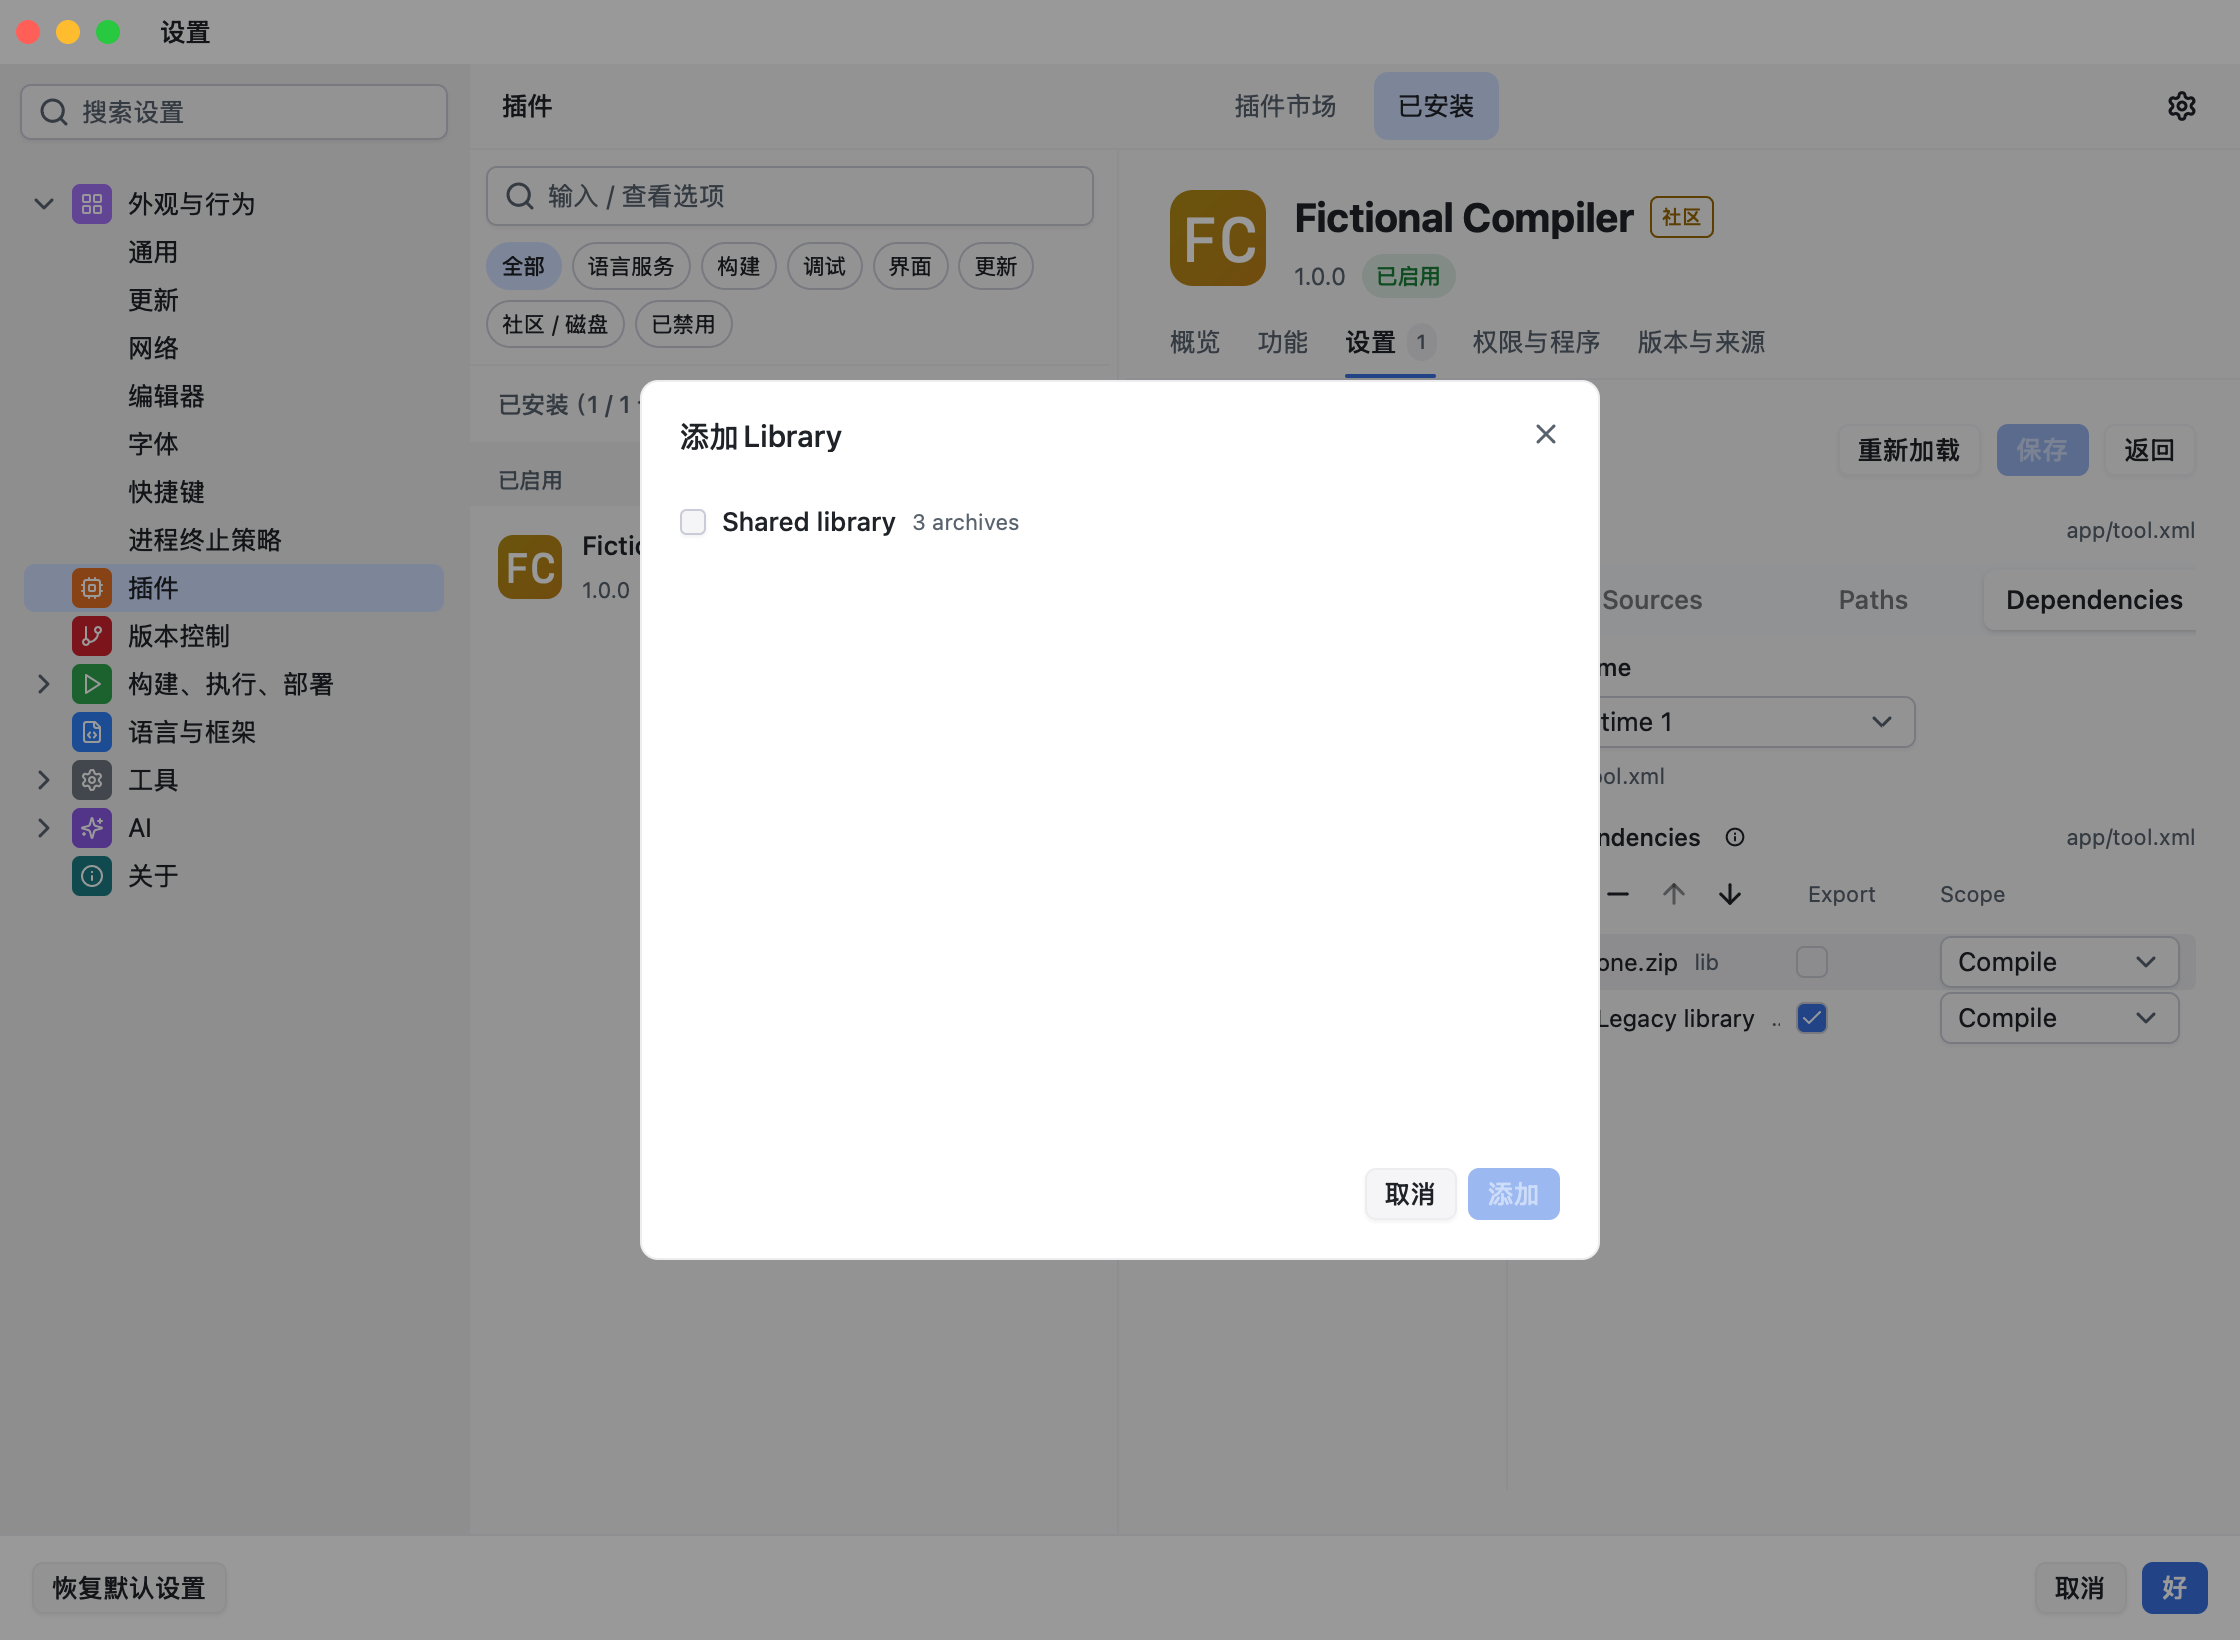 设置
搜索设置
外观与行为
通用
更新
网络
编辑器
字体
快捷键
进程终止策略
插件
版本控制
构建、执行、部署
语言与框架
工具
AI
关于
插件
插件市场
已安装
输入 / 查看选项
全部
语言服务
构建
调试
界面
更新
社区 / 磁盘
已禁用
已安装 (1 / 1
已启用
FC
1.0.0
FC
Fictional Compiler
社区
1.0.0
已启用
概览
功能
设置 1
权限与程序
版本与来源
重新加载
保存
返回
app/tool.xml
Sources
Paths
Dependencies
time 1
app/tool.xml
Export
Scope
one.zip lib
Compile
Legacy library ..
Compile
添加 Library
Shared library 3 archives
取消
添加
恢复默认设置
取消
好